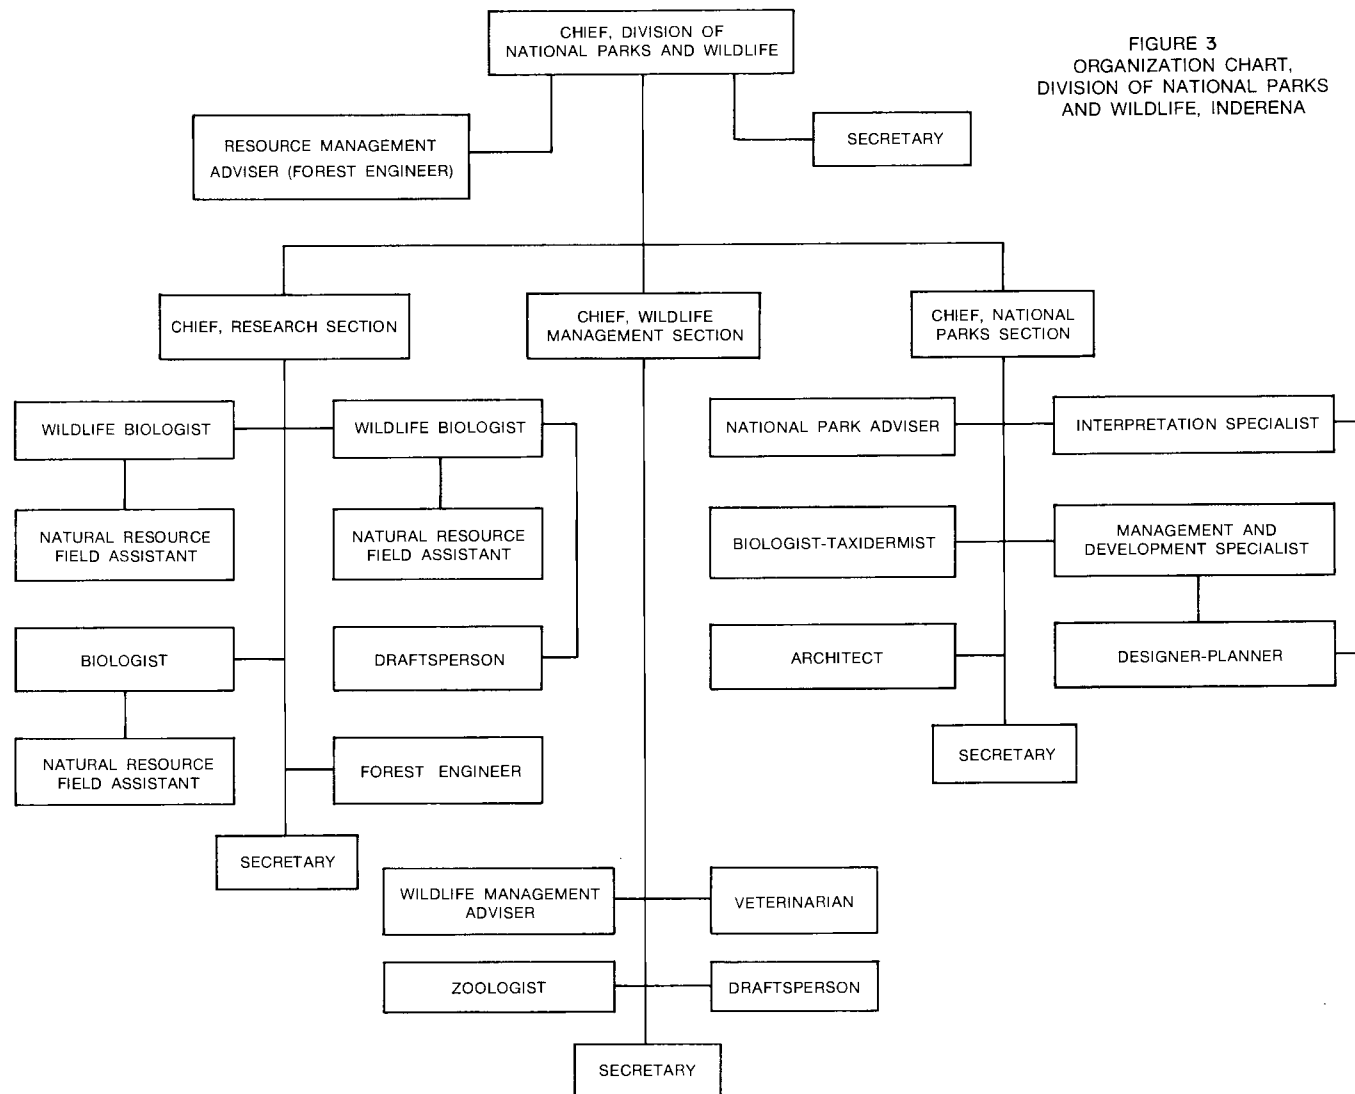 CHIEF, DIVISION OF
NATIONAL PARKS AND WILDLIFE
FIGURE 3
ORGANIZATION CHART,
DIVISION OF NATIONAL PARKS
AND WILDLIFE, INDERENA
RESOURCE MANAGEMENT
ADVISER (FOREST ENGINEER)
SECRETARY
CHIEF, RESEARCH SECTION
CHIEF, WILDLIFE
MANAGEMENT SECTION
CHIEF, NATIONAL
PARKS SECTION
WILDLIFE BIOLOGIST
WILDLIFE BIOLOGIST
NATIONAL PARK ADVISER
INTERPRETATION SPECIALIST
NATURAL RESOURCE
FIELD ASSISTANT
NATURAL RESOURCE
FIELD ASSISTANT
BIOLOGIST-TAXIDERMIST
MANAGEMENT AND
DEVELOPMENT SPECIALIST
BIOLOGIST
DRAFTSPERSON
ARCHITECT
DESIGNER-PLANNER
NATURAL RESOURCE
FIELD ASSISTANT
FOREST ENGINEER
SECRETARY
SECRETARY
WILDLIFE MANAGEMENT
ADVISER
VETERINARIAN
ZOOLOGIST
DRAFTSPERSON
SECRETARY